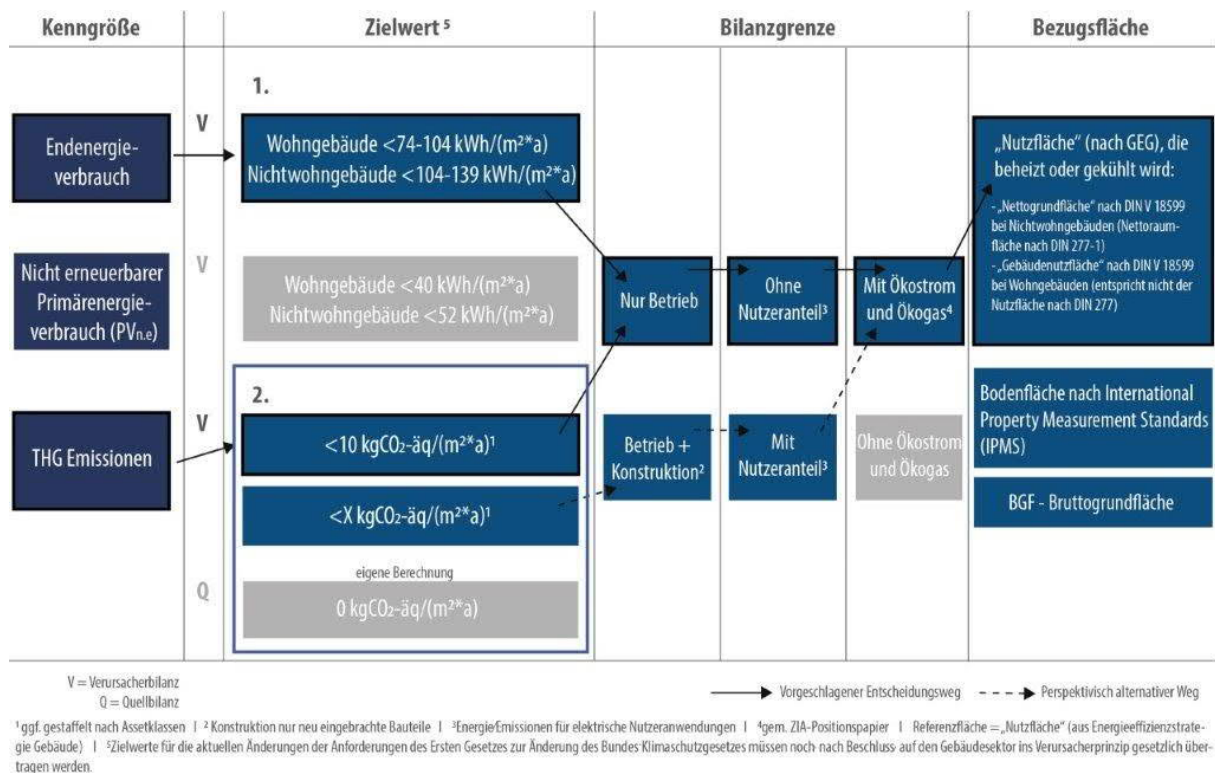 Kenngröße
Zielwert ⁵
Bilanzgrenze
Bezugsfläche
Endenergie-
verbrauch
V
1.
Wohngebäude <74-104 kWh/(m²*a)
Nichtwohngebäude <104-139 kWh/(m²*a)
„Nutzfläche“ (nach GEG), die
beheizt oder gekühlt wird:
- „Nettogrundfläche“ nach DIN V 18599
bei Nichtwohngebäuden (Nettoraum-
fläche nach DIN 277-1)
- „Gebäudenutzfläche“ nach DIN V 18599
bei Wohngebäuden (entspricht nicht der
Nutzfläche nach DIN 277)
Nicht erneuerbarer
Primärenergie-
verbrauch (PVn.e)
V
Wohngebäude <40 kWh/(m²*a)
Nichtwohngebäude <52 kWh/(m²*a)
Nur Betrieb
Ohne
Nutzeranteil³
Mit Ökostrom
und Ökogas⁴
THG Emissionen
V
2.
<10 kgCO₂-äq/(m²*a)¹
<X kgCO₂-äq/(m²*a)¹
Betrieb +
Konstruktion²
Mit
Nutzeranteil³
Ohne Ökostrom
und Ökogas
Bodenfläche nach International
Property Measurement Standards
(IPMS)
BGF - Bruttogrundfläche
Q
eigene Berechnung
0 kgCO₂-äq/(m²*a)
V = Verursacherbilanz
Q = Quellbilanz
Vorgeschlagener Entscheidungsweg
Perspektivisch alternativer Weg
¹ ggf. gestaffelt nach Assetklassen | ² Konstruktion nur neu eingebrachte Bauteile | ³Energie/Emissionen für elektrische Nutzeranwendungen | ⁴gem. ZIA-Positionspapier | Referenzfläche = „Nutzfläche“ (aus Energieeffizienzstrate-
gie Gebäude) | ⁵Zielwerte für die aktuellen Änderungen der Anforderungen des Ersten Gesetzes zur Änderung des Bundes-Klimaschutzgesetzes müssen noch nach Beschluss auf den Gebäudesektor ins Verursacherprinzip gesetzlich über-
tragen werden.